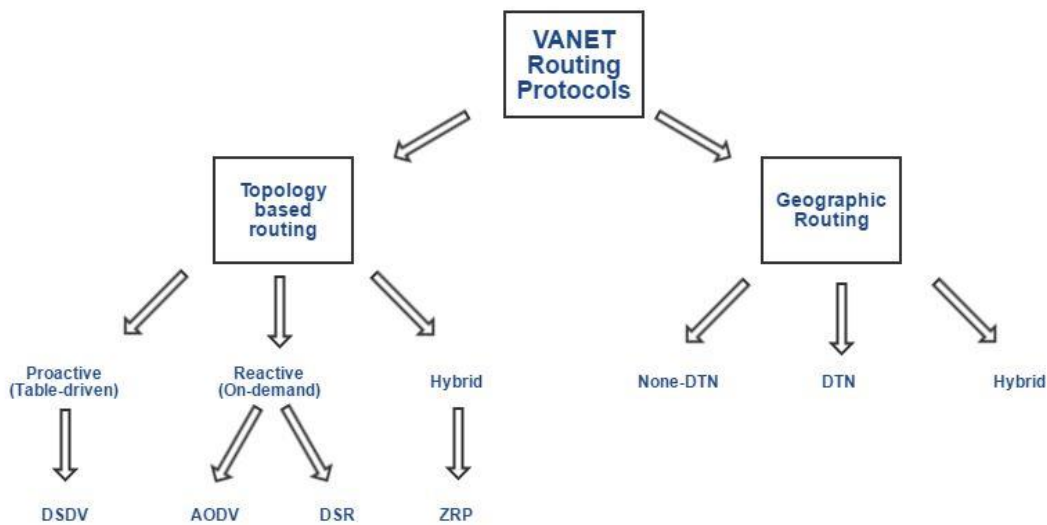 VANET
Routing
Protocols
Topology
based
routing
Geographic
Routing
Proactive
(Table-driven)
Reactive
(On-demand)
Hybrid
None-DTN
DTN
Hybrid
DSDV
AODV
DSR
ZRP